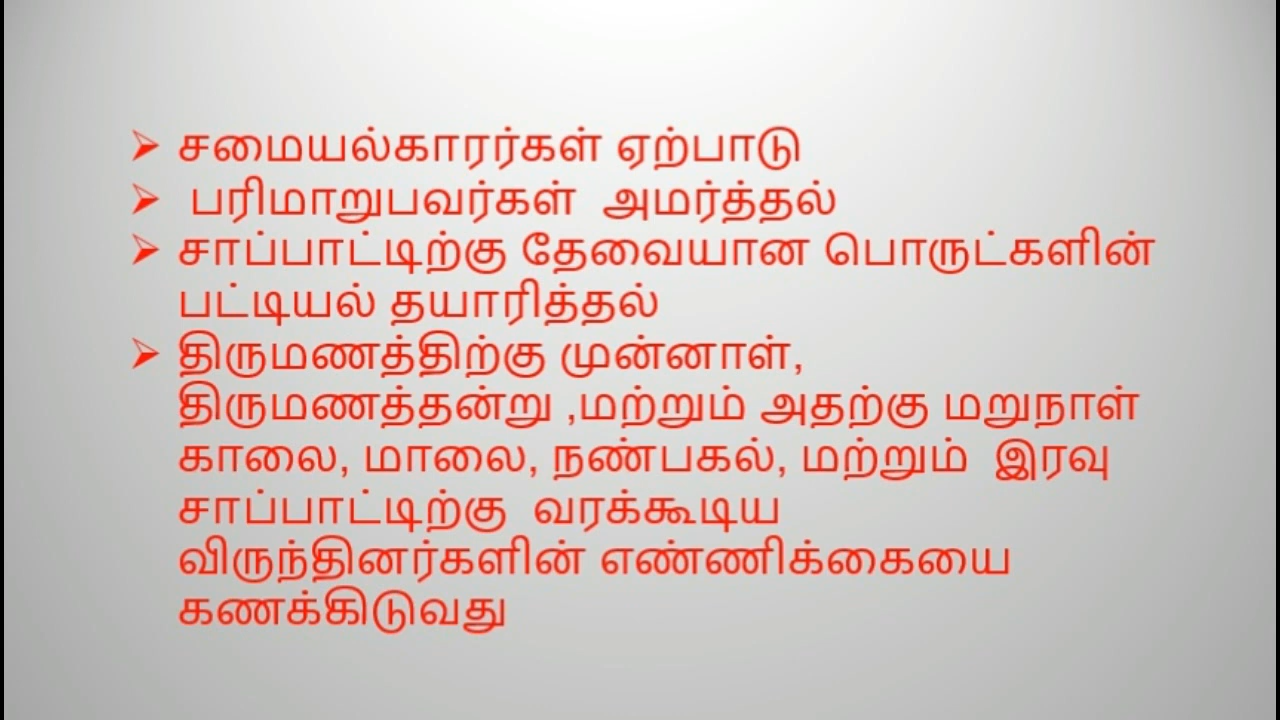 ➢ சமையல்காரர்கள் ஏற்பாடு
➢ பரிமாறுபவர்கள் அமர்த்தல்
➢ சாப்பாட்டிற்கு தேவையான பொருட்களின்
பட்டியல் தயாரித்தல்
➢ திருமணத்திற்கு முன்னாள்,
திருமணத்தன்று ,மற்றும் அதற்கு மறுநாள்
காலை, மாலை, நண்பகல், மற்றும் இரவு
சாப்பாட்டிற்கு வரக்கூடிய
விருந்தினர்களின் எண்ணிக்கையை
கணக்கிடுவது